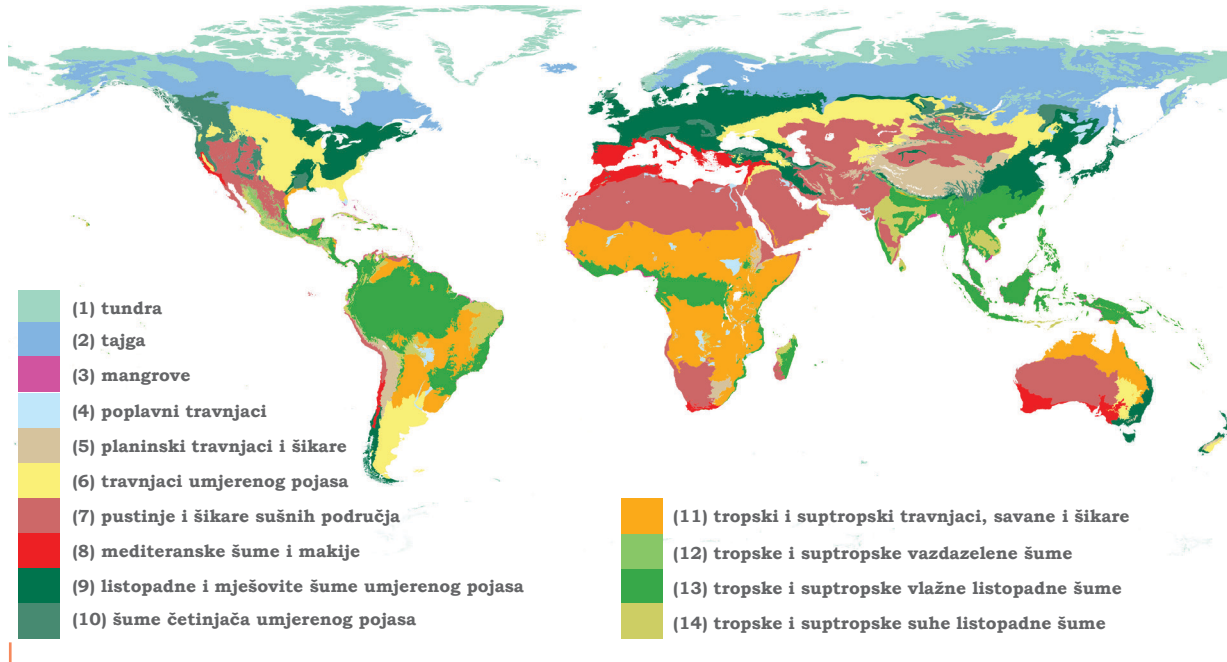 (1) tundra
(2) tajga
(3) mangrove
(4) poplavni travnjaci
(5) planinski travnjaci i šikare
(6) travnjaci umjerenog pojasa
(7) pustinje i šikare sušnih područja
(8) mediteranske šume i makije
(9) listopadne i mješovite šume umjerenog pojasa
(10) šume četinjača umjerenog pojasa
(11) tropski i suptropski travnjaci, savane i šikare
(12) tropske i suptropske vazdazelene šume
(13) tropske i suptropske vlažne listopadne šume
(14) tropske i suptropske suhe listopadne šume